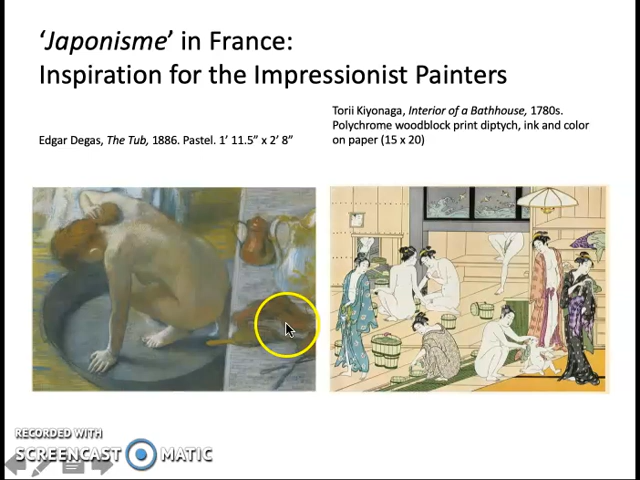 ‘Japonisme’ in France:
Inspiration for the Impressionist Painters
Torii Kiyonaga, Interior of a Bathhouse, 1780s.
Polychrome woodblock print diptych, ink and color
on paper (15 x 20)
Edgar Degas, The Tub, 1886. Pastel. 1’ 11.5” x 2’ 8”
RECORDED WITH
SCREENCAST MATIC